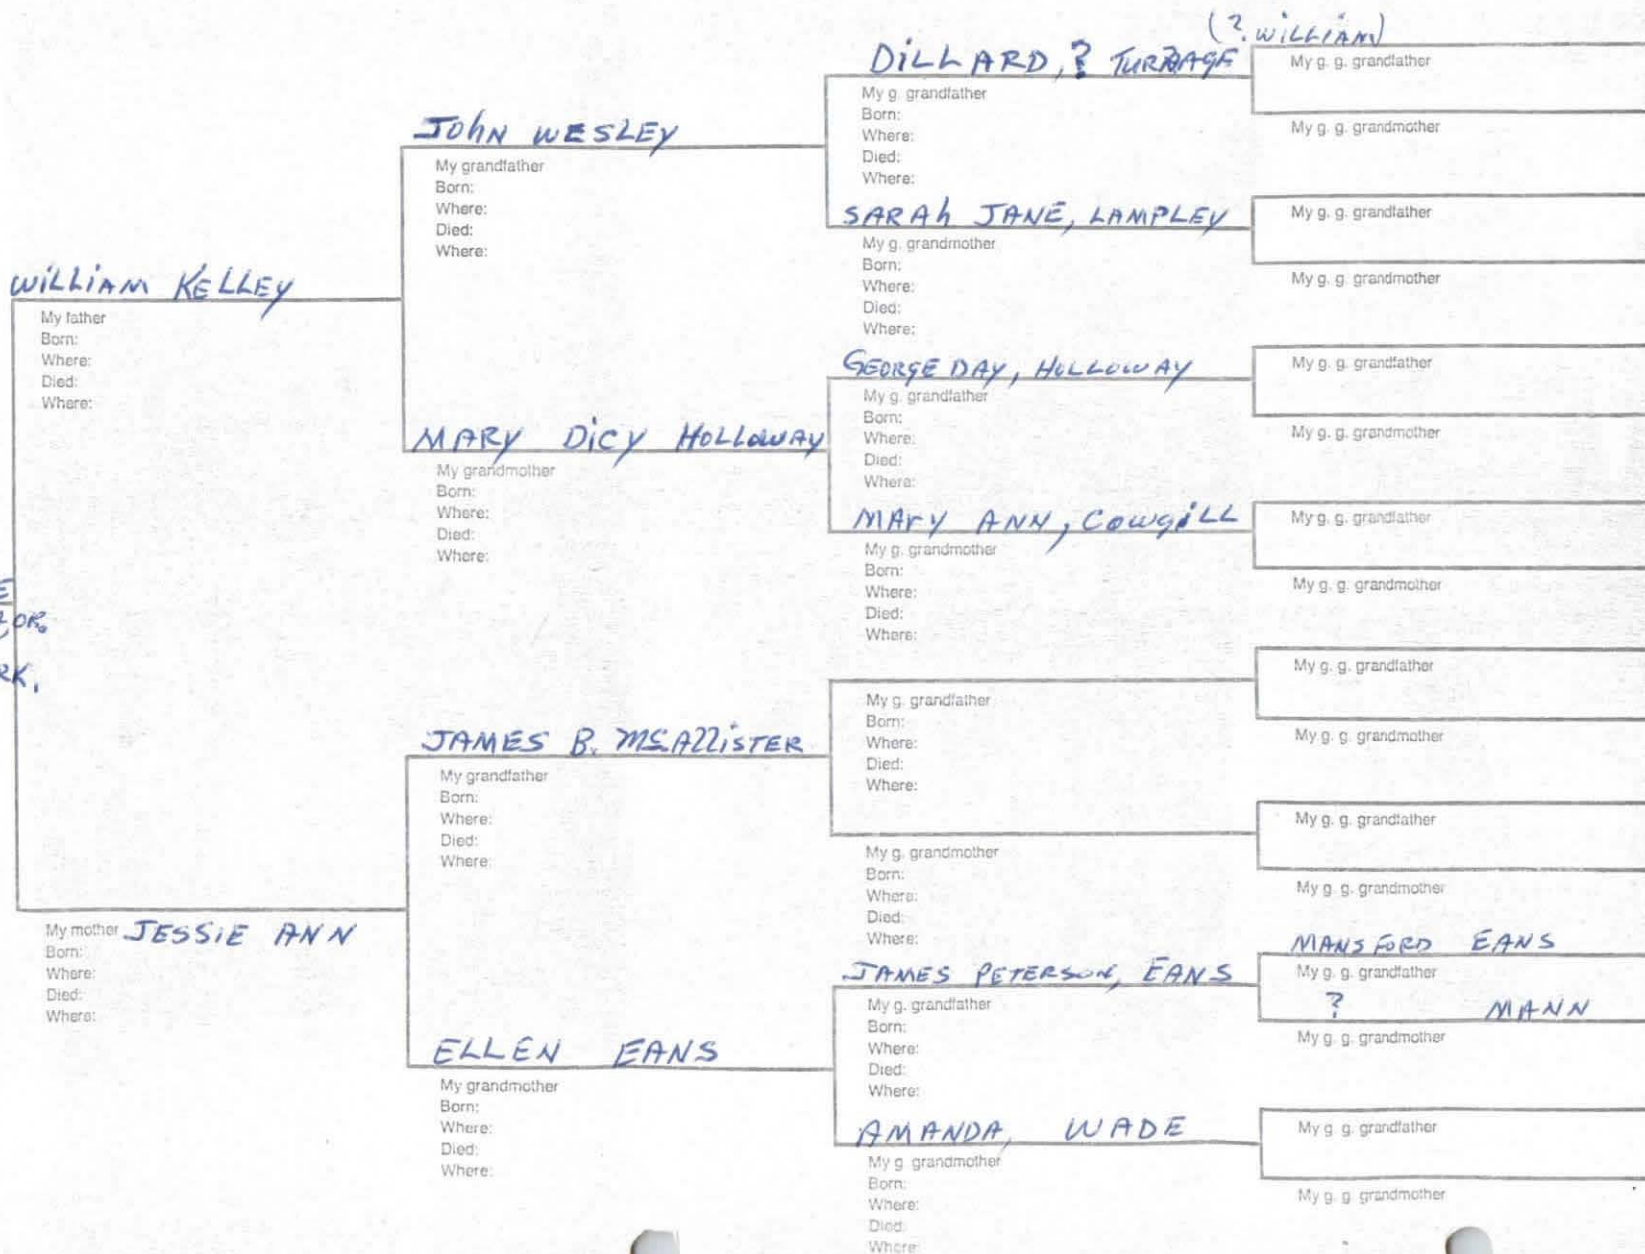 WILLIAM KELLEY
My father
Born:
Where:
Died:
Where:
E
OR.
RK.
My mother JESSIE ANN
Born:
Where:
Died:
Where:
JOHN WESLEY
My grandfather
Born:
Where:
Died:
Where:
MARY DICY HOLLOWAY
My grandmother
Born:
Where:
Died:
Where:
JAMES B. McALLISTER
My grandfather
Born:
Where:
Died:
Where:
ELLEN EANS
My grandmother
Born:
Where:
Died:
Where:
DILLARD, ? TURNAGE
My g. grandfather
Born:
Where:
Died:
Where:
SARAH JANE, LAMPLEY
My g. grandmother
Born:
Where:
Died:
Where:
GEORGE DAY, HOLLOWAY
My g. grandfather
Born:
Where:
Died:
Where:
MARY ANN, COWGILL
My g. grandmother
Born:
Where:
Died:
Where:
My g. grandfather
Born:
Where:
Died:
Where:
My g. grandmother
Born:
Where:
Died:
Where:
JAMES PETERSON, EANS
My g. grandfather
Born:
Where:
Died:
Where:
AMANDA, WADE
My g. grandmother
Born:
Where:
Died:
Where
(?. WILLIAM)
My g. g. grandfather
My g. g. grandmother
My g. g. grandfather
My g. g. grandmother
My g. g. grandfather
My g. g. grandmother
My g. g. grandfather
My g. g. grandmother
My g. g. grandfather
My g. g. grandmother
My g. g. grandfather
My g. g. grandmother
MANSFORD EANS
My g. g. grandfather
? MANN
My g. g. grandmother
My g. g. grandfather
My g. g. grandmother